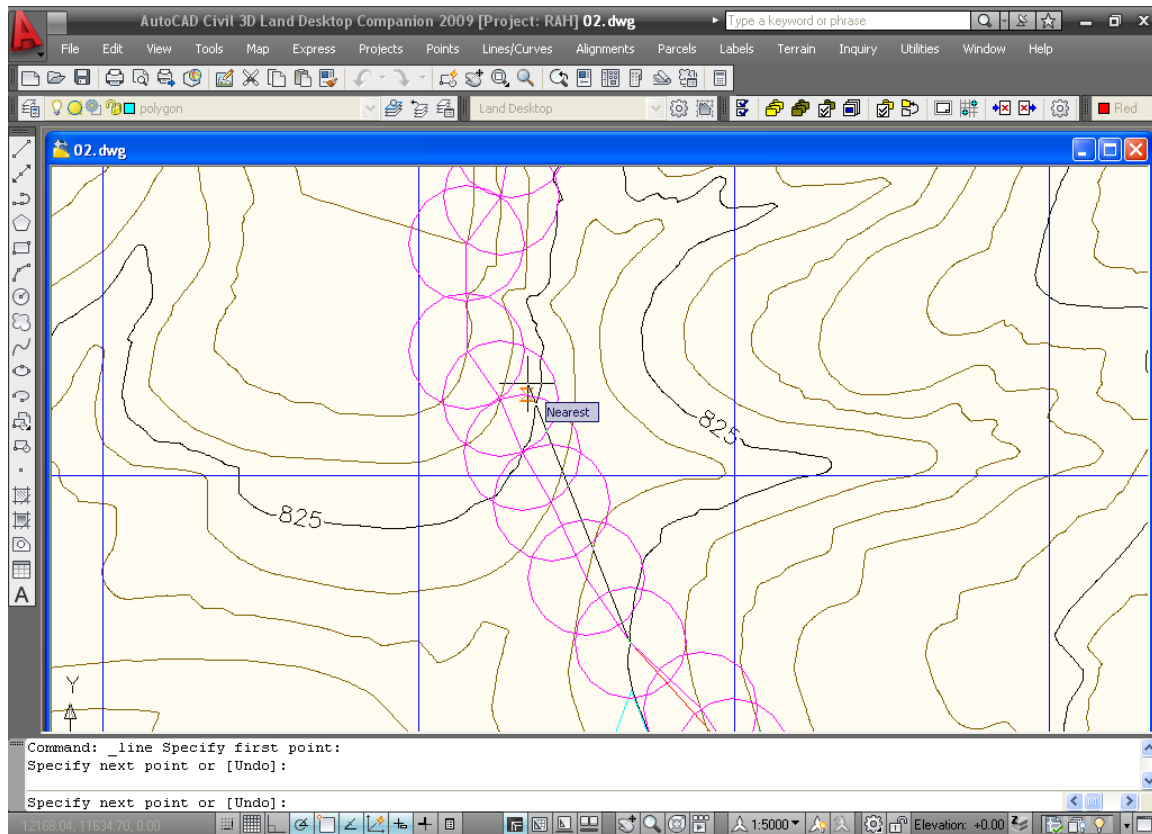 AutoCAD Civil 3D Land Desktop Companion 2009 [Project: RAH] 02.dwg
Type a keyword or phrase
File Edit View Tools Map Express Projects Points Lines/Curves Alignments Parcels Labels Terrain Inquiry Utilities Window Help
polygon
Land Desktop
Red
02.dwg
Nearest
825
825
Y
A
Command: _line Specify first point:
Specify next point or [Undo]:
Specify next point or [Undo]:
12168.04, 11634.70, 0.00
1:5000
Elevation: +0.00